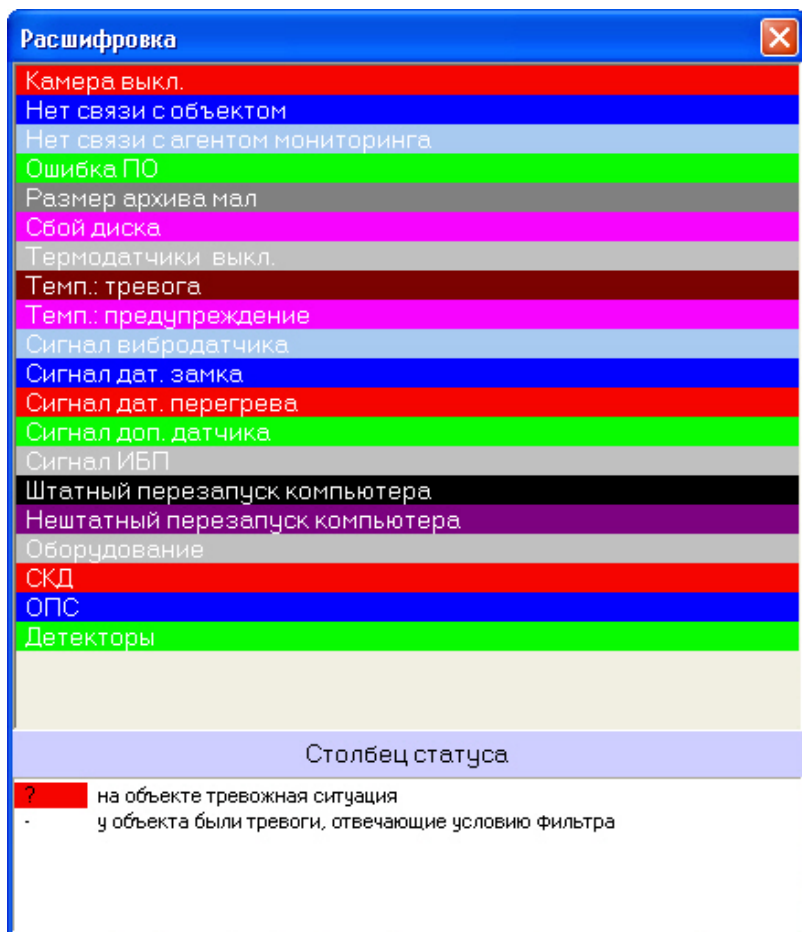 Расшифровка
Камера выкл.
Нет связи с объектом
Нет связи с агентом мониторинга
Ошибка ПО
Размер архива мал
Сбой диска
Термодатчики  выкл.
Темп.: тревога
Темп.: предупреждение
Сигнал вибродатчика
Сигнал дат. замка
Сигнал дат. перегрева
Сигнал доп. датчика
Сигнал ИБП
Штатный перезапуск компьютера
Нештатный перезапуск компьютера
Оборудование
СКД
ОПС
Детекторы
Столбец статуса
? на объекте тревожная ситуация
- у объекта были тревоги, отвечающие условию фильтра